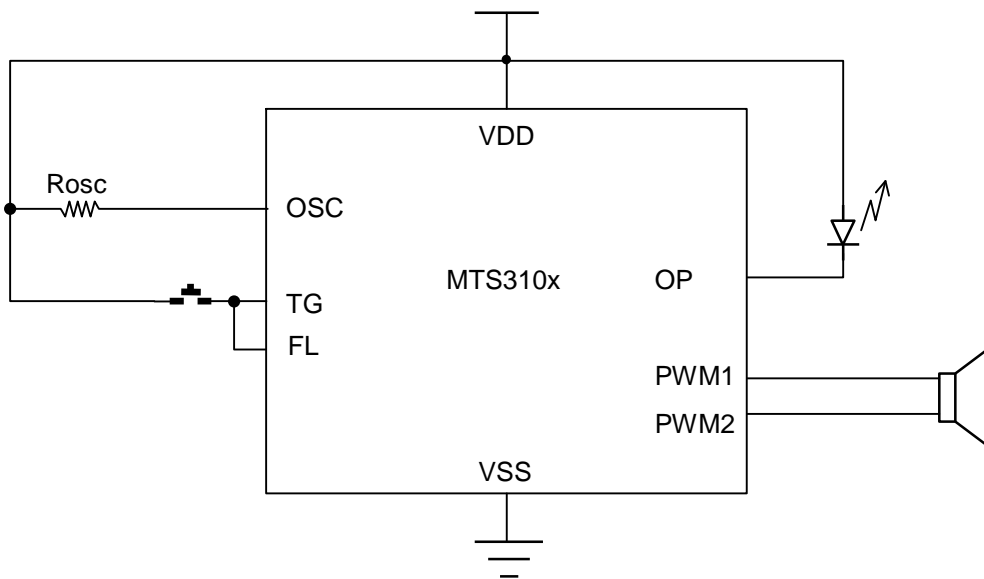 VDD
Rosc
OSC
MTS310x
OP
TG
FL
PWM1
PWM2
VSS